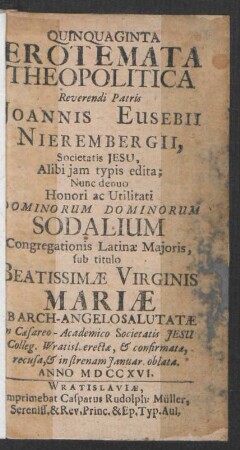 QUINQUAGINTA
EROTEMATA
THEOPOLITICA
Reverendi Patris
JOANNIS EUSEBII
NIEREMBERGII,
Societatis JESU,
Alibi jam typis edita;
Nunc denuo
Honori ac Utilitati
DOMINORUM DOMINORUM
SODALIUM
Congregationis Latinæ Majoris,
sub titulo
BEATISSIMÆ VIRGINIS
MARIÆ
AB ARCH-ANGELO SALUTATÆ
in Cæsareo-Academico Societatis JESU
Colleg. Wratisl. erectæ, & confirmatæ,
recusa, & in strenam Januar. oblata.
ANNO MDCCXVI.
WRATISLAVIÆ,
Imprimebat Casparus Rudolph9 Müller,
Sereniss. & Rev. Princ. & Ep. Typ. Aul.